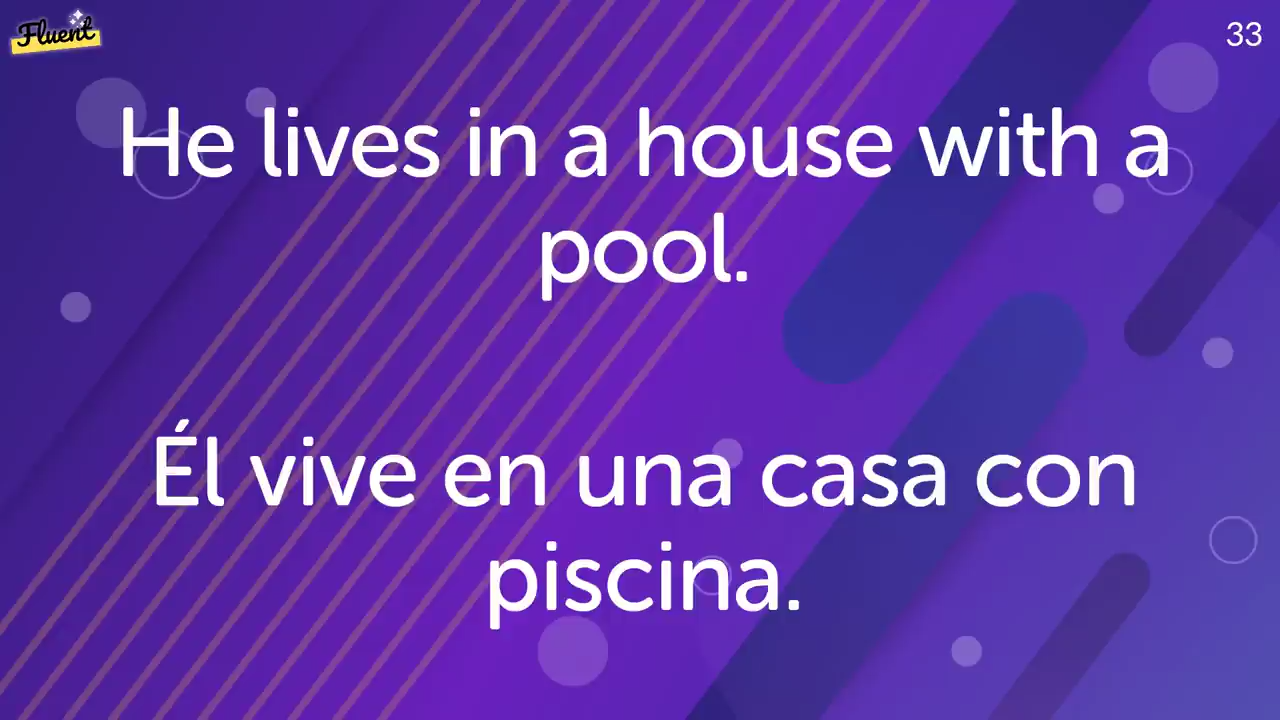 Fluent
33
He lives in a house with a
pool.
Él vive en una casa con
piscina.